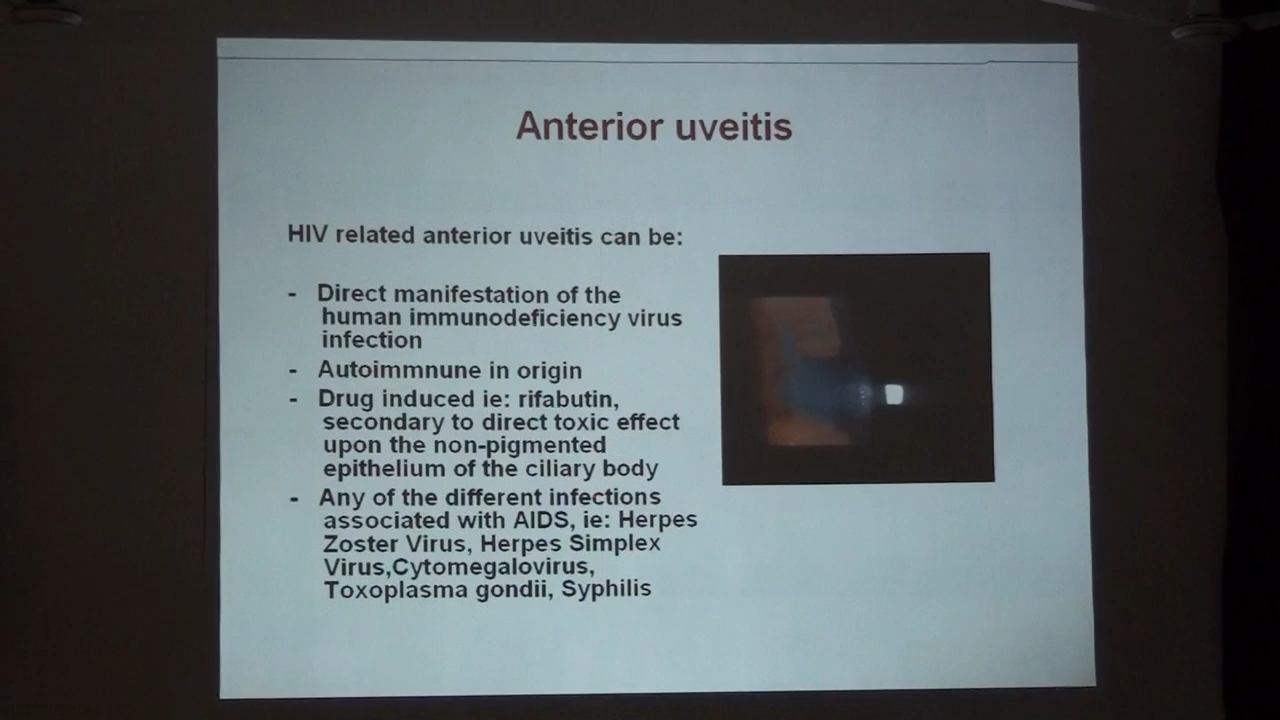 Anterior uveitis
HIV related anterior uveitis can be:
- Direct manifestation of the
human immunodeficiency virus
infection
- Autoimmnune in origin
- Drug induced ie: rifabutin,
secondary to direct toxic effect
upon the non-pigmented
epithelium of the ciliary body
- Any of the different infections
associated with AIDS, ie: Herpes
Zoster Virus, Herpes Simplex
Virus,Cytomegalovirus,
Toxoplasma gondii, Syphilis